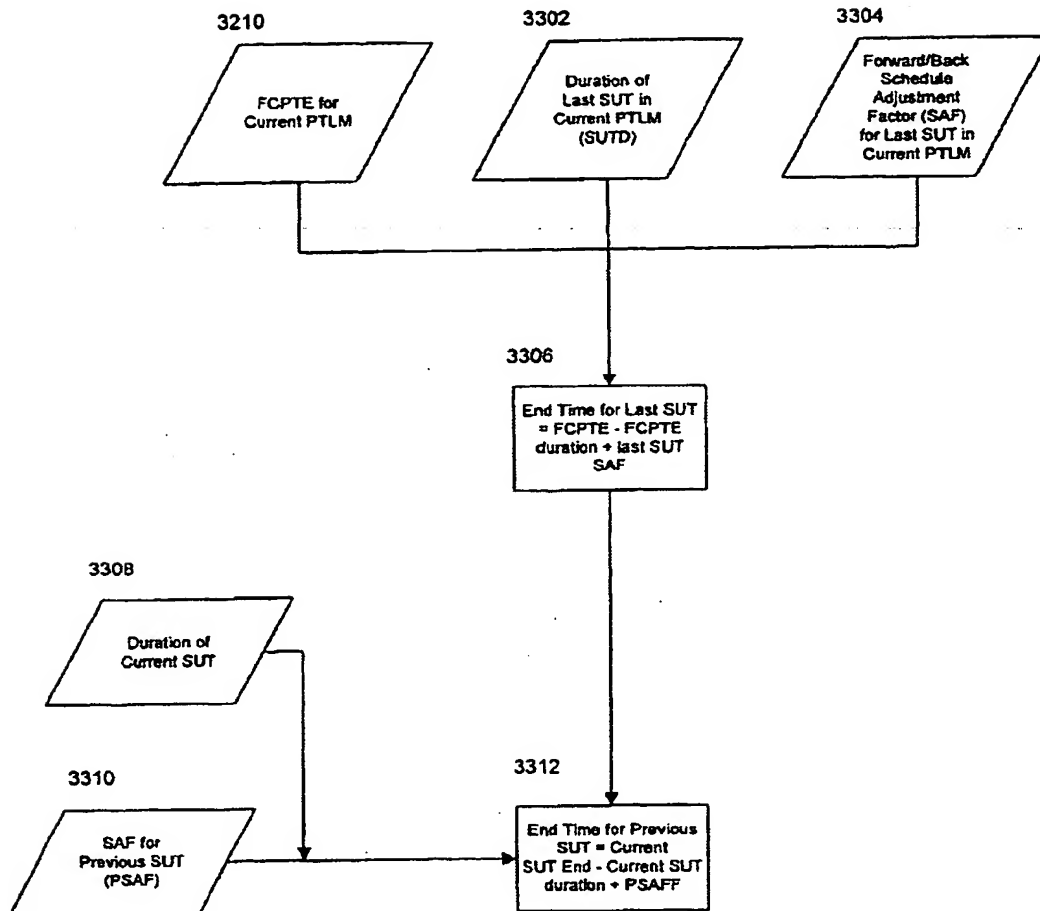 3210
3302
3304
FCPTE for
Current PTLM
Duration of
Last SUT in
Current PTLM
(SUTD)
Forward/Back
Schedule
Adjustment
Factor (SAF)
for Last SUT in
Current PTLM
3306
End Time for Last SUT
= FCPTE - FCPTE
duration + last SUT
SAF
3308
Duration of
Current SUT
3310
SAF for
Previous SUT
(PSAF)
3312
End Time for Previous
SUT = Current
SUT End - Current SUT
duration + PSAFF